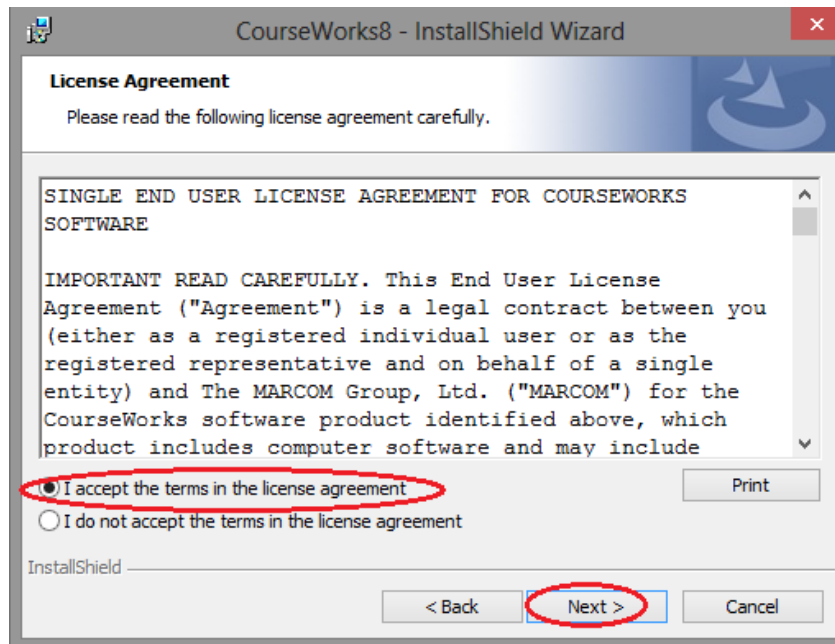 CourseWorks8 - InstallShield Wizard
License Agreement
Please read the following license agreement carefully.
SINGLE END USER LICENSE AGREEMENT FOR COURSEWORKS
SOFTWARE
IMPORTANT READ CAREFULLY. This End User License
Agreement ("Agreement") is a legal contract between you
(either as a registered individual user or as the
registered representative and on behalf of a single
entity) and The MARCOM Group, Ltd. ("MARCOM") for the
CourseWorks software product identified above, which
product includes computer software and may include
I accept the terms in the license agreement
Print
I do not accept the terms in the license agreement
InstallShield
< Back
Next >
Cancel